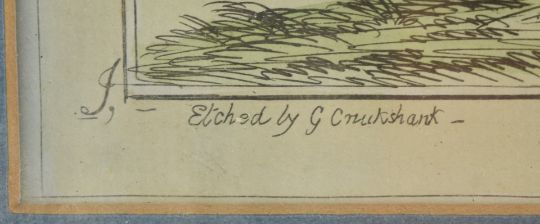 J, – Etched by G Cruikshank –